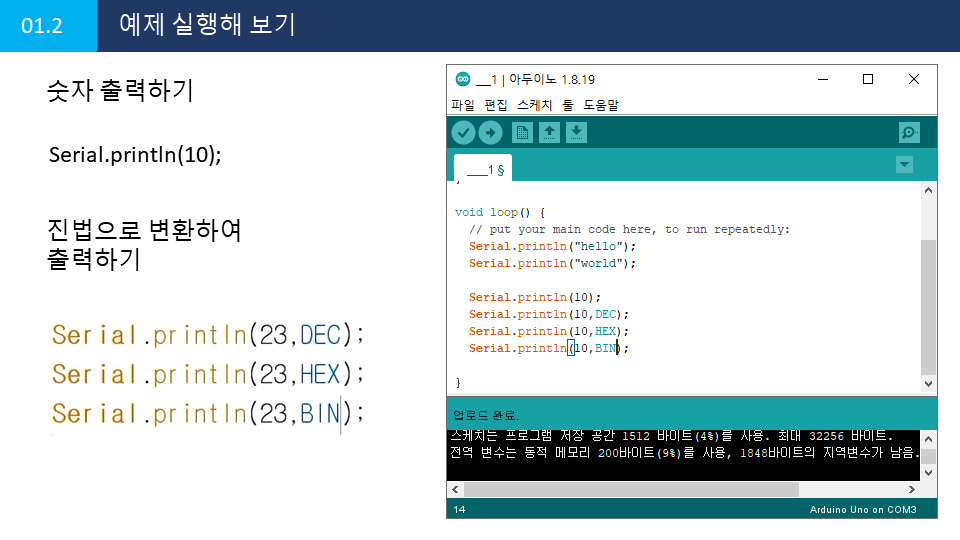 01.2
예제 실행해 보기
숫자 출력하기
Serial.println(10);
진법으로 변환하여
출력하기
Serial.println(23,DEC);
Serial.println(23,HEX);
Serial.println(23,BIN);
__1 | 아두이노 1.8.19
파일 편집 스케치 툴 도움말
__1 §
}
void loop() {
// put your main code here, to run repeatedly:
Serial.println("hello");
Serial.println("world");
Serial.println(10);
Serial.println(10,DEC);
Serial.println(10,HEX);
Serial.println(10,BIN);
}
업로드 완료.
스케치는 프로그램 저장 공간 1512 바이트(4%)를 사용. 최대 32256 바이트.
전역 변수는 동적 메모리 200바이트(9%)를 사용, 1848바이트의 지역변수가 남음.
14
Arduino Uno on COM3